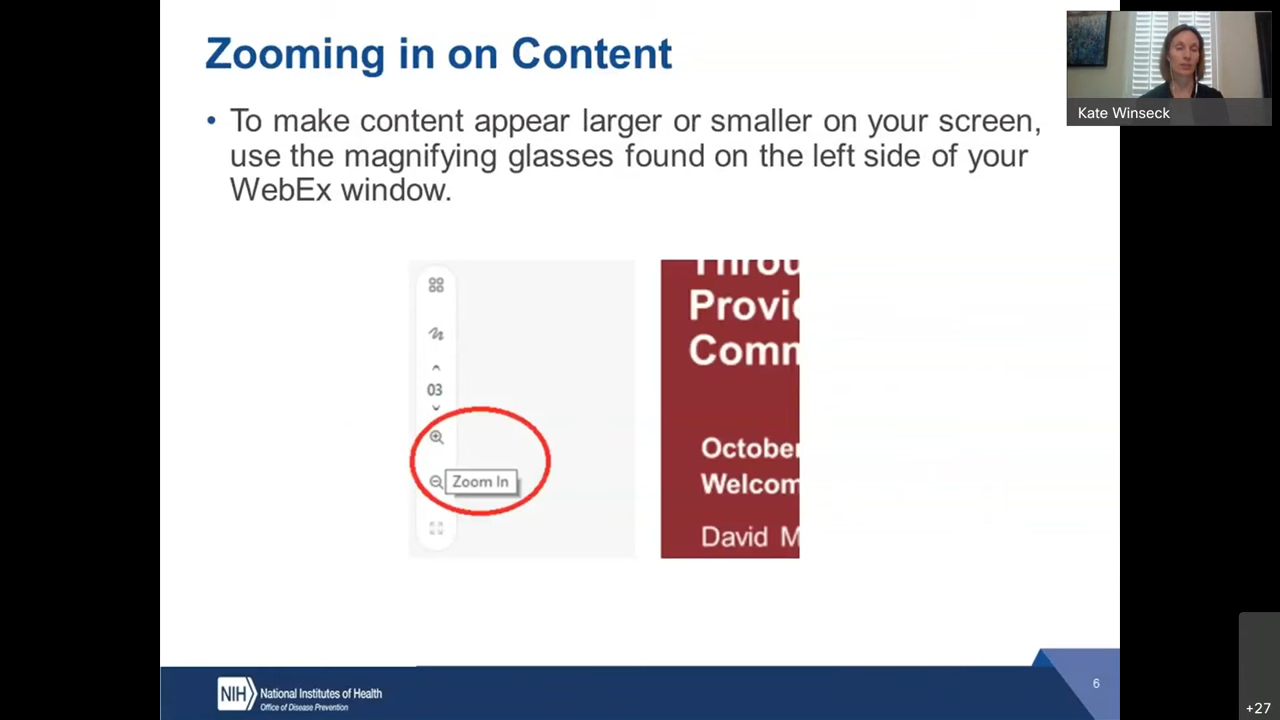 Zooming in on Content
• To make content appear larger or smaller on your screen,
use the magnifying glasses found on the left side of your
WebEx window.
Kate Winseck
03
Zoom In
Throu
Provi
Comm
October
Welcom
David M
NIH National Institutes of Health
Office of Disease Prevention
6
+27